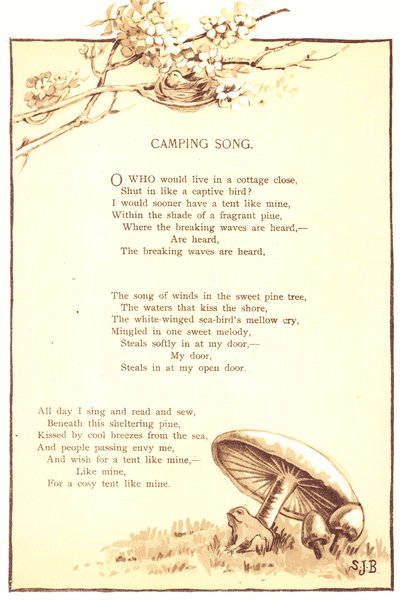 CAMPING SONG.
O WHO would live in a cottage close,
Shut in like a captive bird?
I would sooner have a tent like mine,
Within the shade of a fragrant pine,
Where the breaking waves are heard,—
Are heard,
The breaking waves are heard.
The song of winds in the sweet pine tree,
The waters that kiss the shore,
The white-winged sea-bird's mellow cry,
Mingled in one sweet melody,
Steals softly in at my door,—
My door,
Steals in at my open door.
All day I sing and read and sew,
Beneath this sheltering pine,
Kissed by cool breezes from the sea,
And people passing envy me,
And wish for a tent like mine,—
Like mine,
For a cosy tent like mine.
SJB